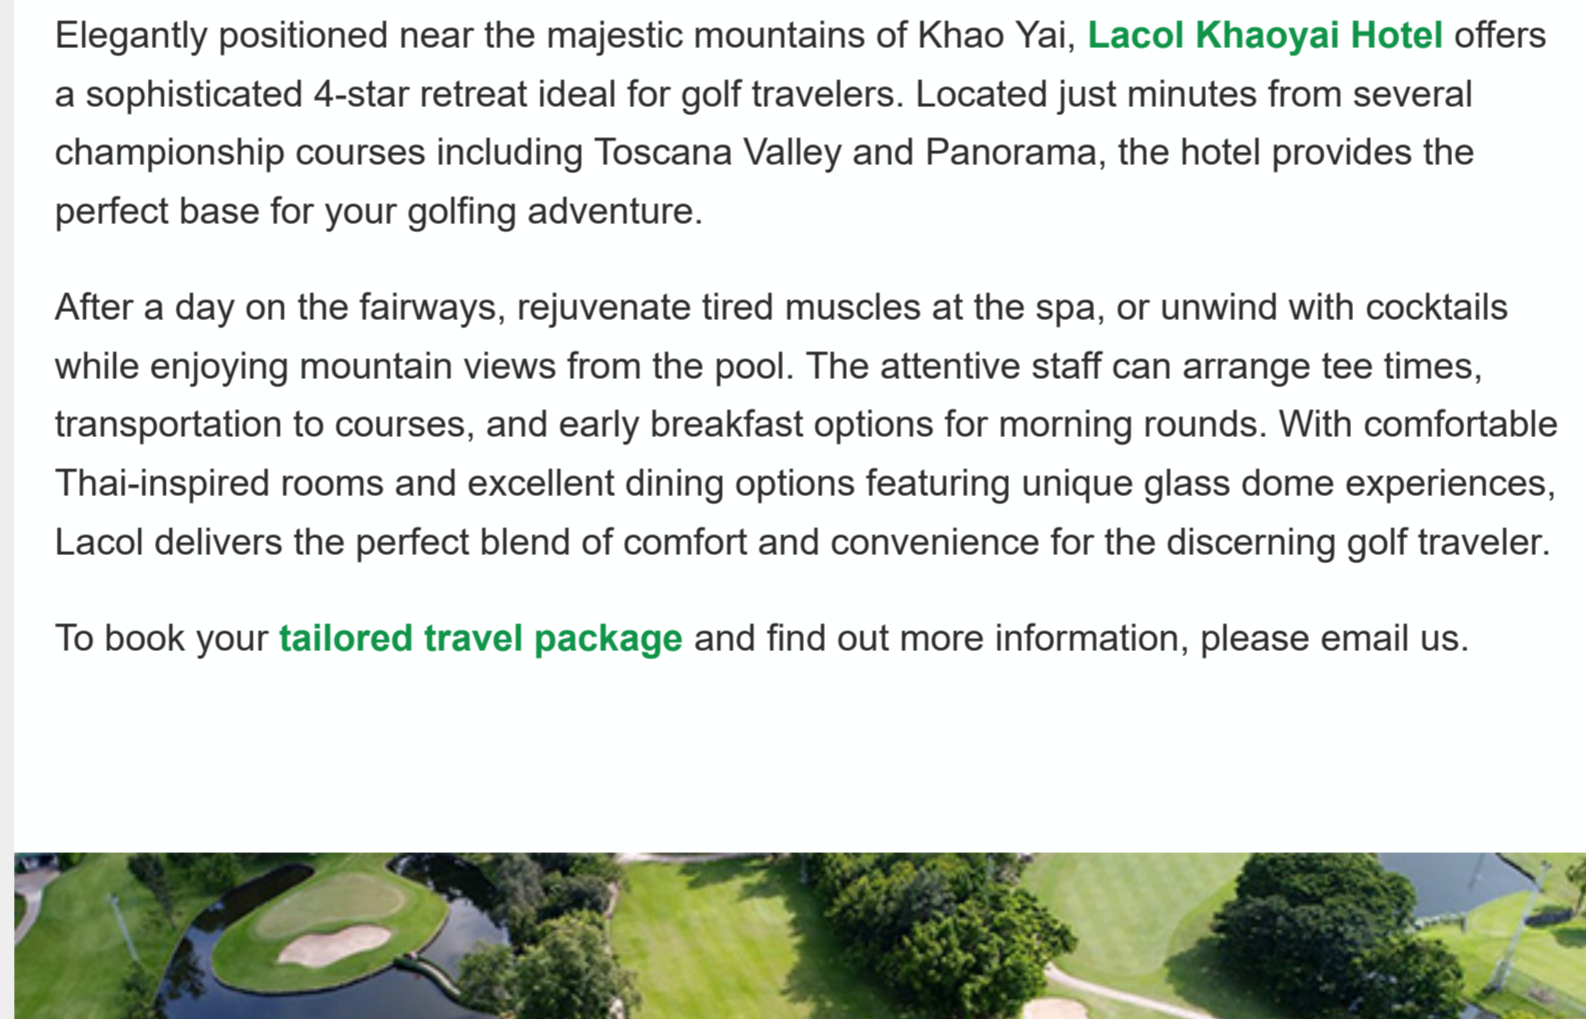 Elegantly positioned near the majestic mountains of Khao Yai, Lacol Khaoyai Hotel offers
a sophisticated 4-star retreat ideal for golf travelers. Located just minutes from several
championship courses including Toscana Valley and Panorama, the hotel provides the
perfect base for your golfing adventure.
After a day on the fairways, rejuvenate tired muscles at the spa, or unwind with cocktails
while enjoying mountain views from the pool. The attentive staff can arrange tee times,
transportation to courses, and early breakfast options for morning rounds. With comfortable
Thai-inspired rooms and excellent dining options featuring unique glass dome experiences,
Lacol delivers the perfect blend of comfort and convenience for the discerning golf traveler.
To book your tailored travel package and find out more information, please email us.